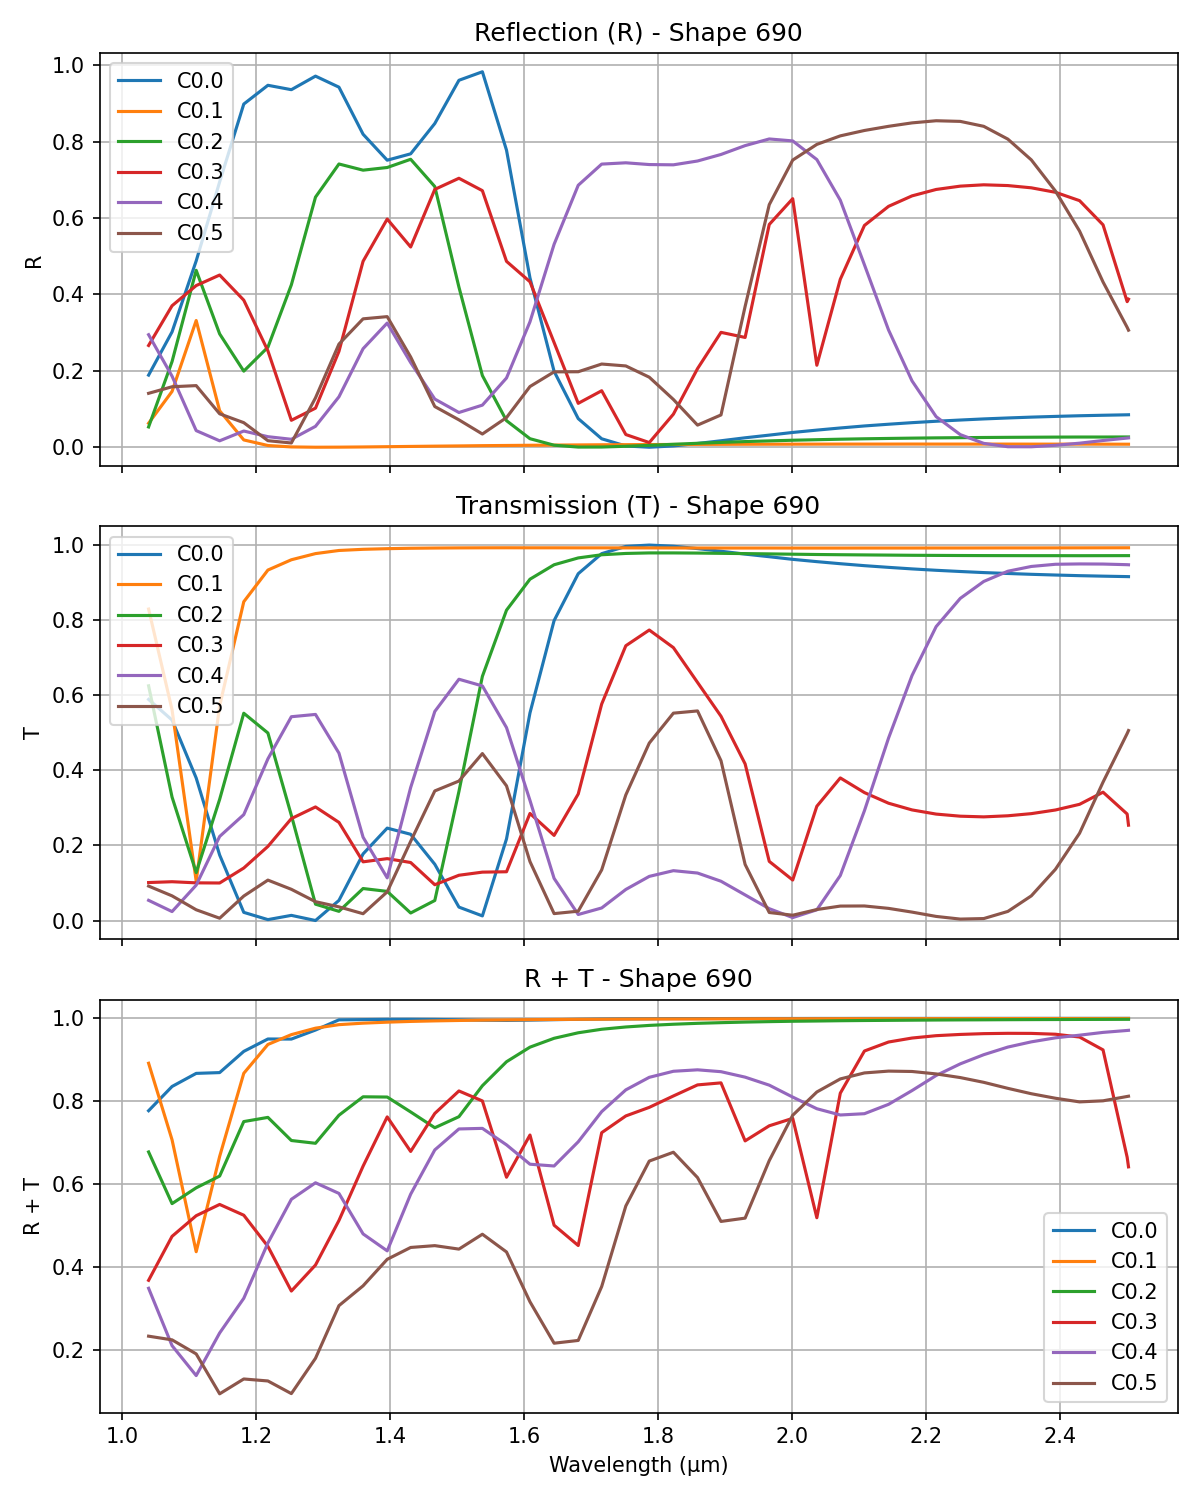 Reflection (R) - Shape 690
1.0
0.8
0.6
0.4
0.2
0.0
R
C0.0
C0.1
C0.2
C0.3
C0.4
C0.5
Transmission (T) - Shape 690
1.0
0.8
0.6
0.4
0.2
0.0
T
C0.0
C0.1
C0.2
C0.3
C0.4
C0.5
R + T - Shape 690
1.0
0.8
0.6
0.4
0.2
R + T
C0.0
C0.1
C0.2
C0.3
C0.4
C0.5
1.0 1.2 1.4 1.6 1.8 2.0 2.2 2.4
Wavelength (μm)